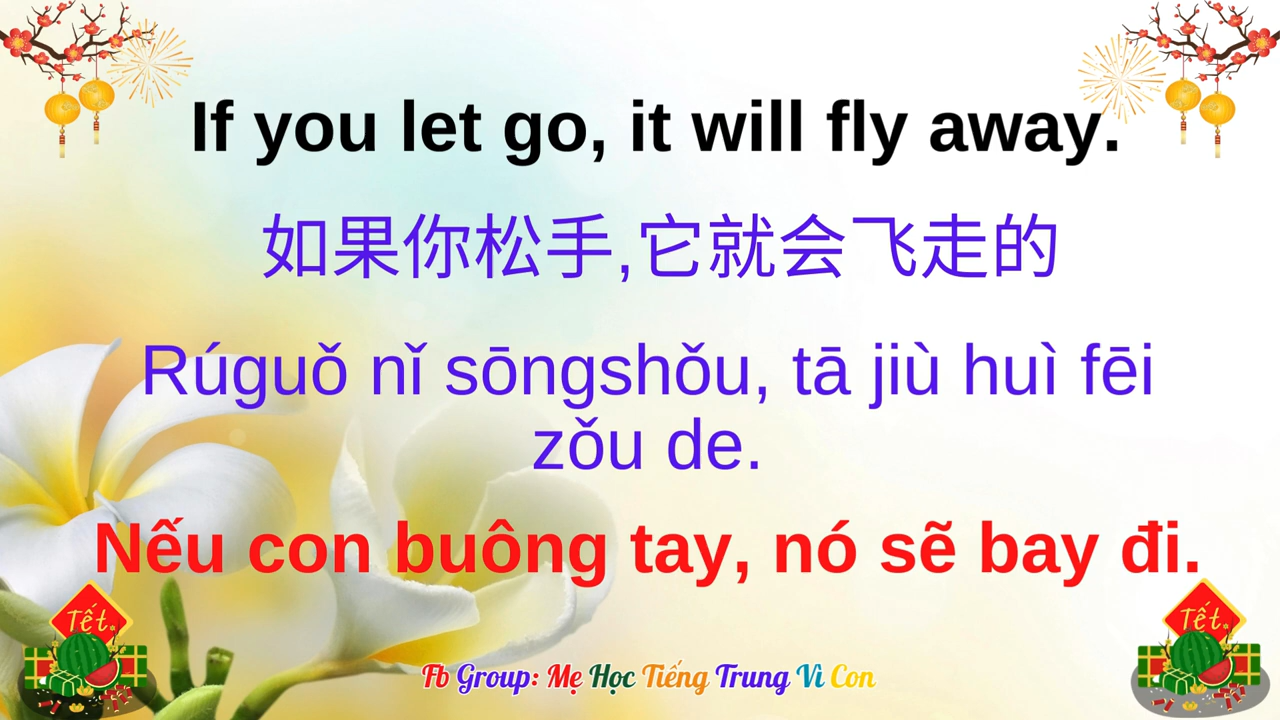 If you let go, it will fly away.
如果你松手,它就会飞走的
Rúguǒ nǐ sōngshǒu, tā jiù huì fēi
zǒu de.
Nếu con buông tay, nó sẽ bay đi.
Tết
Tết
Fb Group: Mẹ Học Tiếng Trung Vì Con